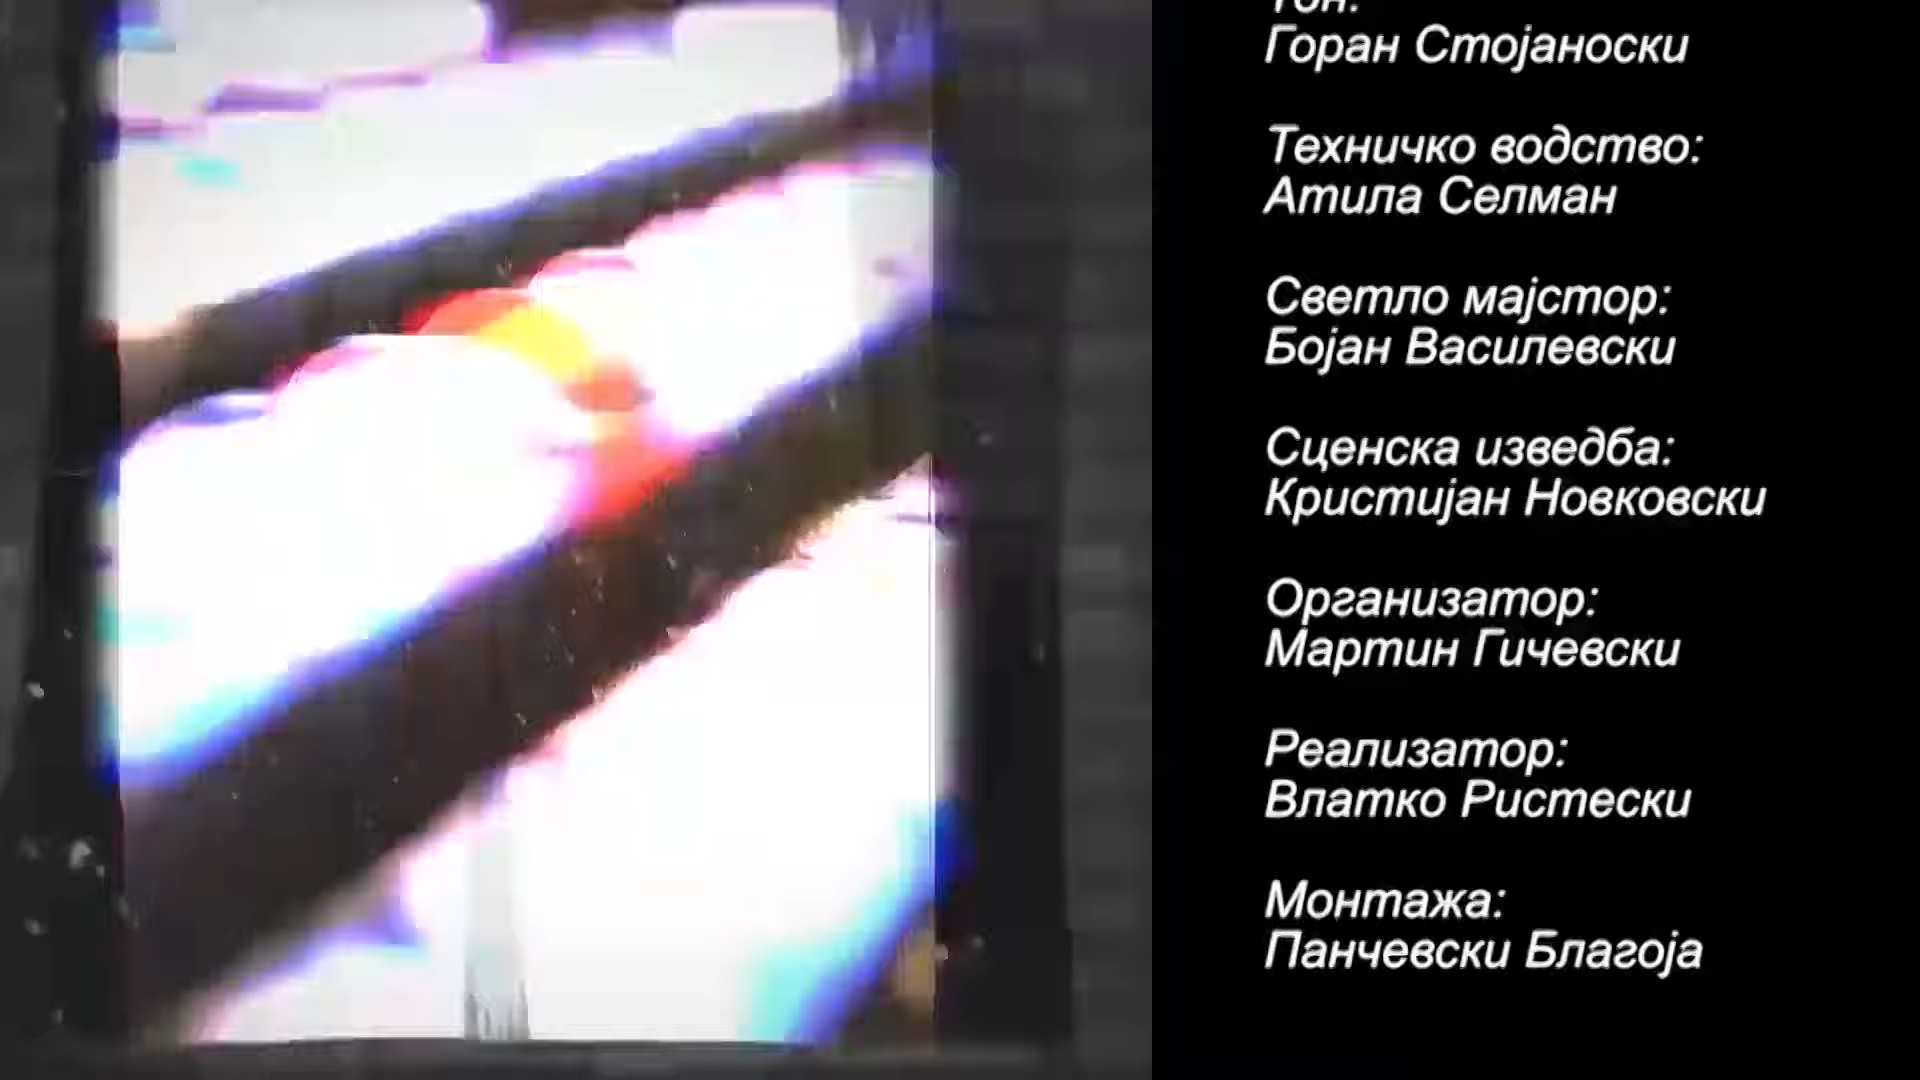 Тон:
Горан Стојаноски
Техничко водство:
Атила Селман
Светло мајстор:
Бојан Василевски
Сценска изведба:
Кристијан Новковски
Организатор:
Мартин Гичевски
Реализатор:
Влатко Ристески
Монтажа:
Панчевски Благоја